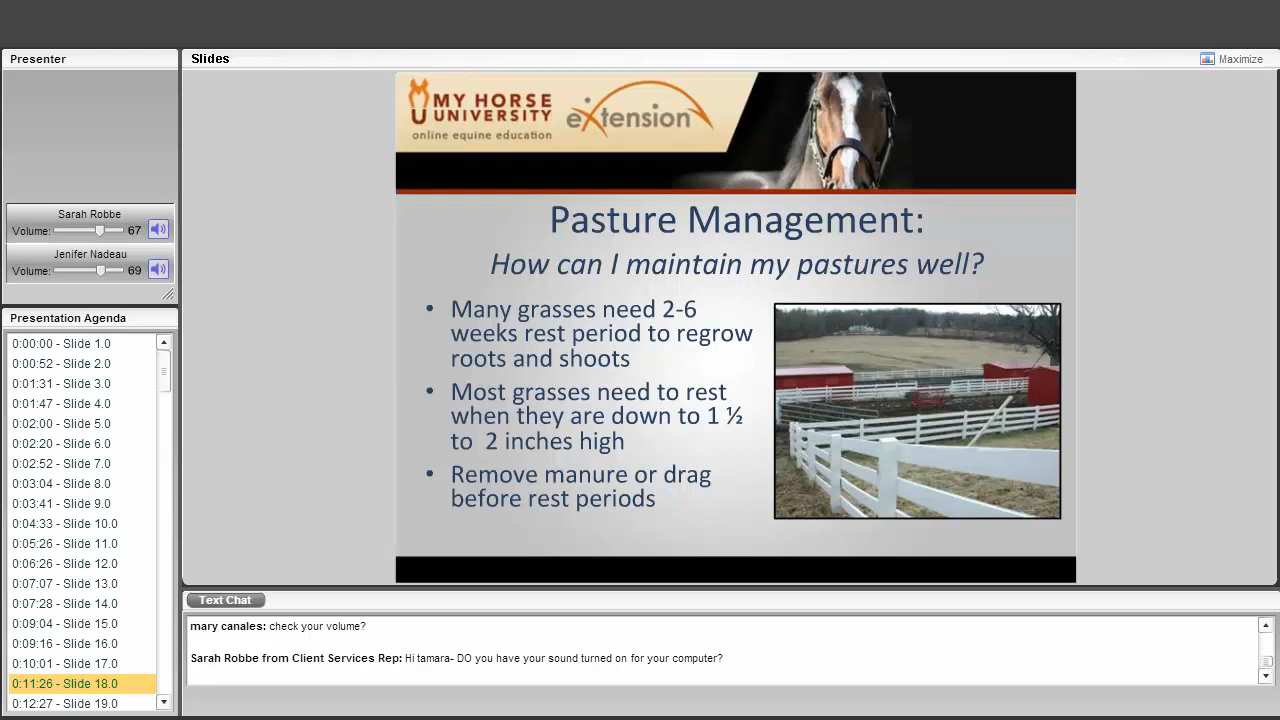 Presenter
Sarah Robbe
Volume:
67
Jenifer Nadeau
Volume:
69
Presentation Agenda
0:00:00 - Slide 1.0
0:00:52 - Slide 2.0
0:01:31 - Slide 3.0
0:01:47 - Slide 4.0
0:02:00 - Slide 5.0
0:02:20 - Slide 6.0
0:02:52 - Slide 7.0
0:03:04 - Slide 8.0
0:03:41 - Slide 9.0
0:04:33 - Slide 10.0
0:05:26 - Slide 11.0
0:06:26 - Slide 12.0
0:07:07 - Slide 13.0
0:07:28 - Slide 14.0
0:09:04 - Slide 15.0
0:09:16 - Slide 16.0
0:10:01 - Slide 17.0
0:11:26 - Slide 18.0
0:12:27 - Slide 19.0
Slides
Maximize
MY HORSE
UNIVERSITY
online equine education
eXtension
Pasture Management:
How can I maintain my pastures well?
• Many grasses need 2-6
weeks rest period to regrow
roots and shoots
• Most grasses need to rest
when they are down to 1 ½
to 2 inches high
• Remove manure or drag
before rest periods
Text Chat
mary canales: check your volume?
Sarah Robbe from Client Services Rep: Hi tamara- DO you have your sound turned on for your computer?